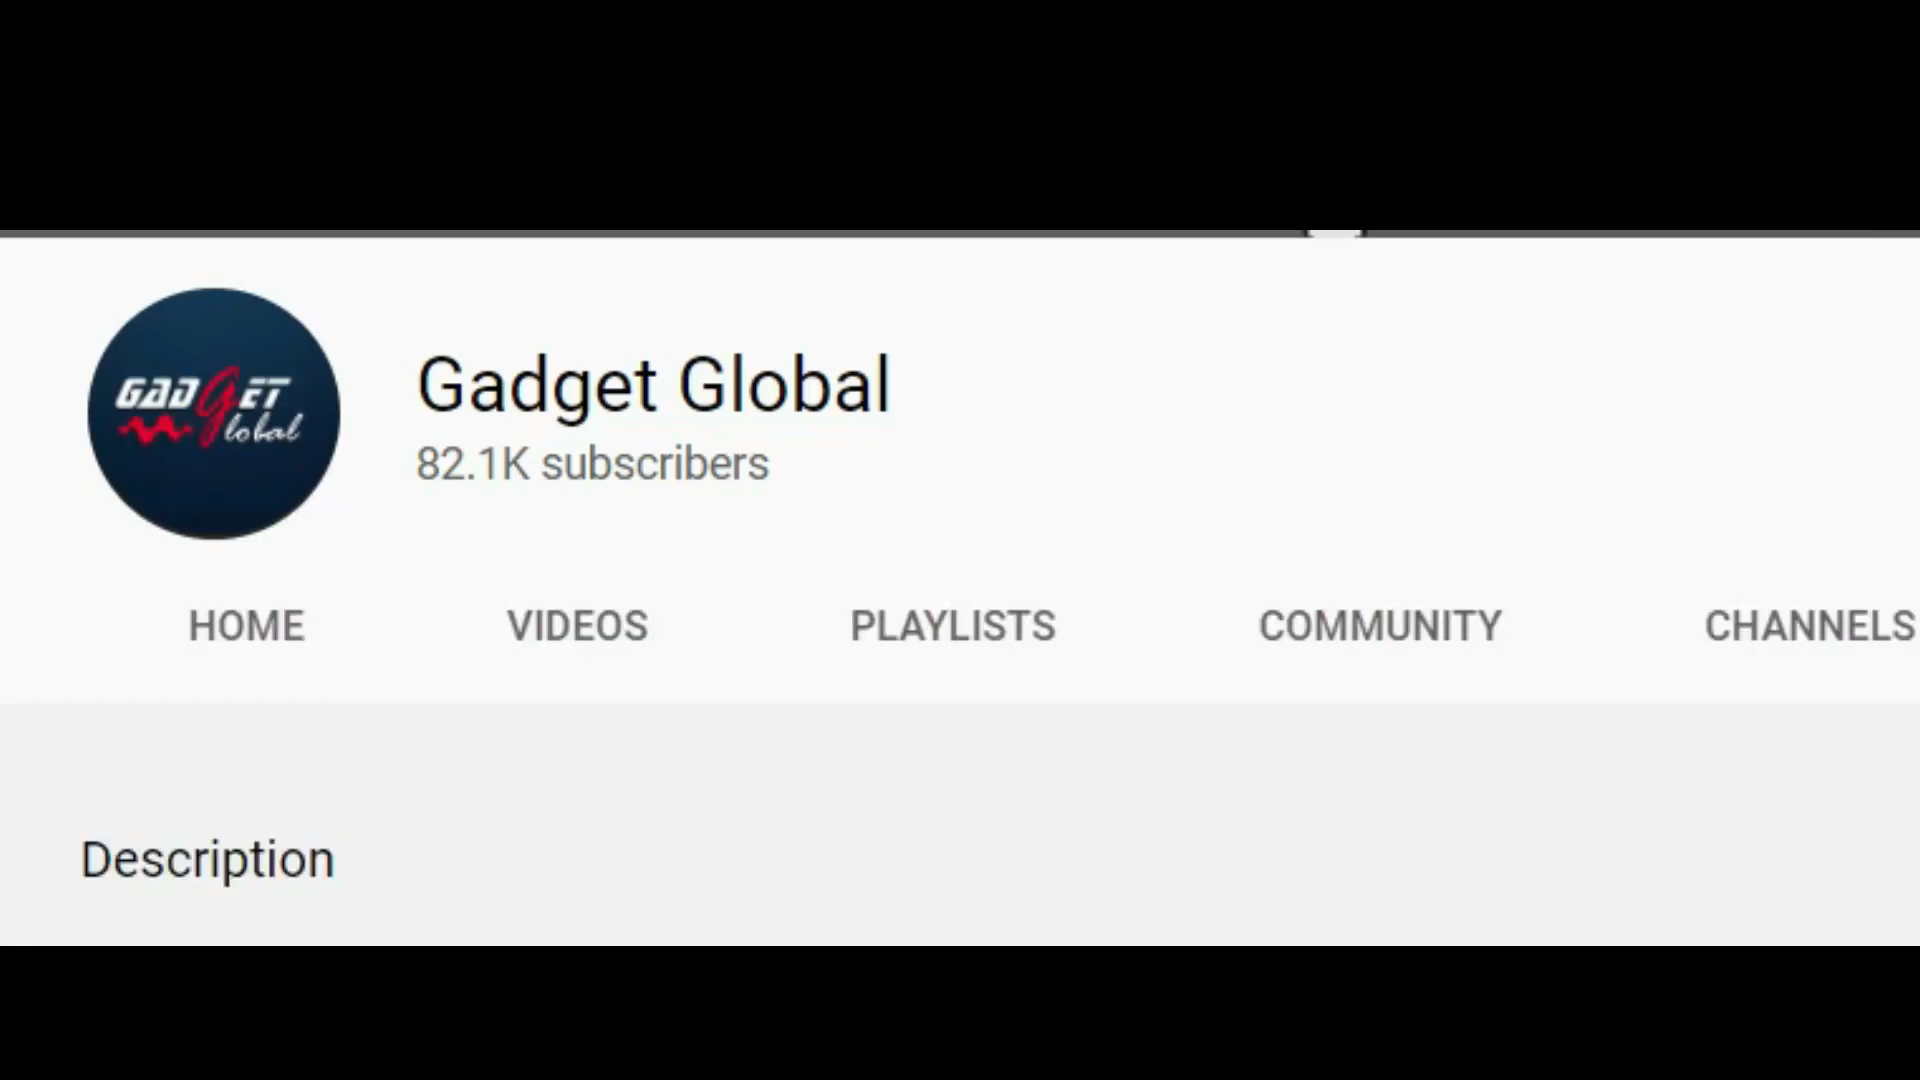 GADGET
Global
Gadget Global
82.1K subscribers
HOME VIDEOS PLAYLISTS COMMUNITY CHANNELS
Description